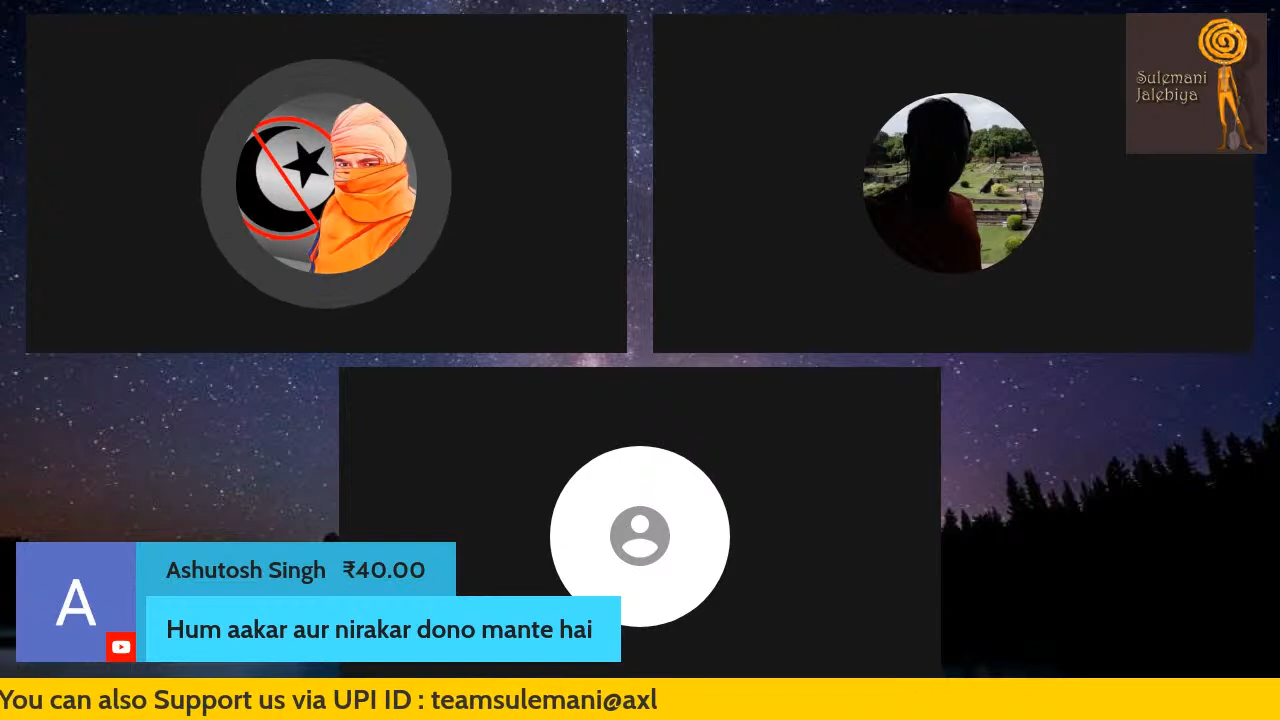 Sulemani
Jalebiya
A
Ashutosh Singh ₹40.00
Hum aakar aur nirakar dono mante hai
You can also Support us via UPI ID : teamsulemani@axl